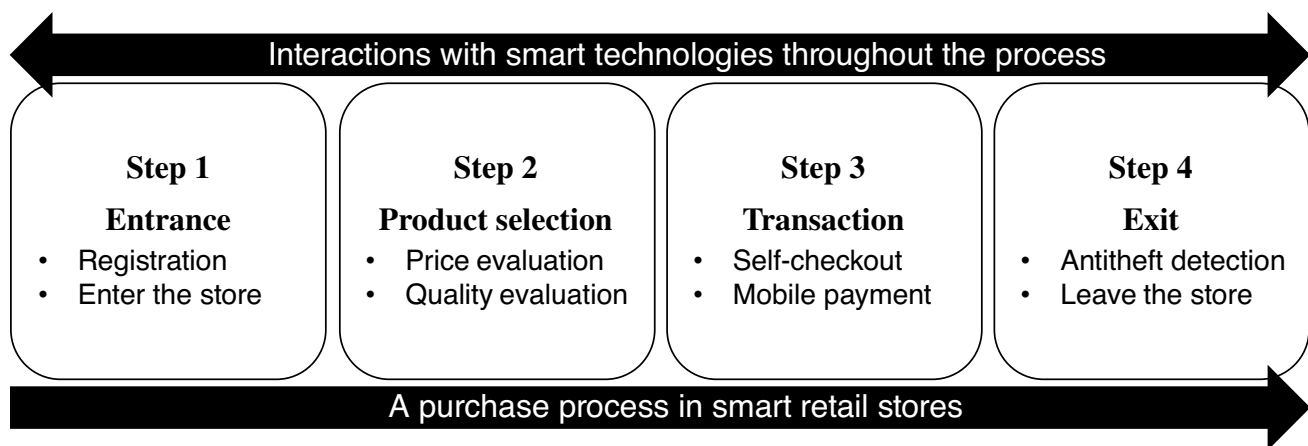 Interactions with smart technologies throughout the process
Step 1
Entrance
• Registration
• Enter the store
Step 2
Product selection
• Price evaluation
• Quality evaluation
Step 3
Transaction
• Self-checkout
• Mobile payment
Step 4
Exit
• Antitheft detection
• Leave the store
A purchase process in smart retail stores